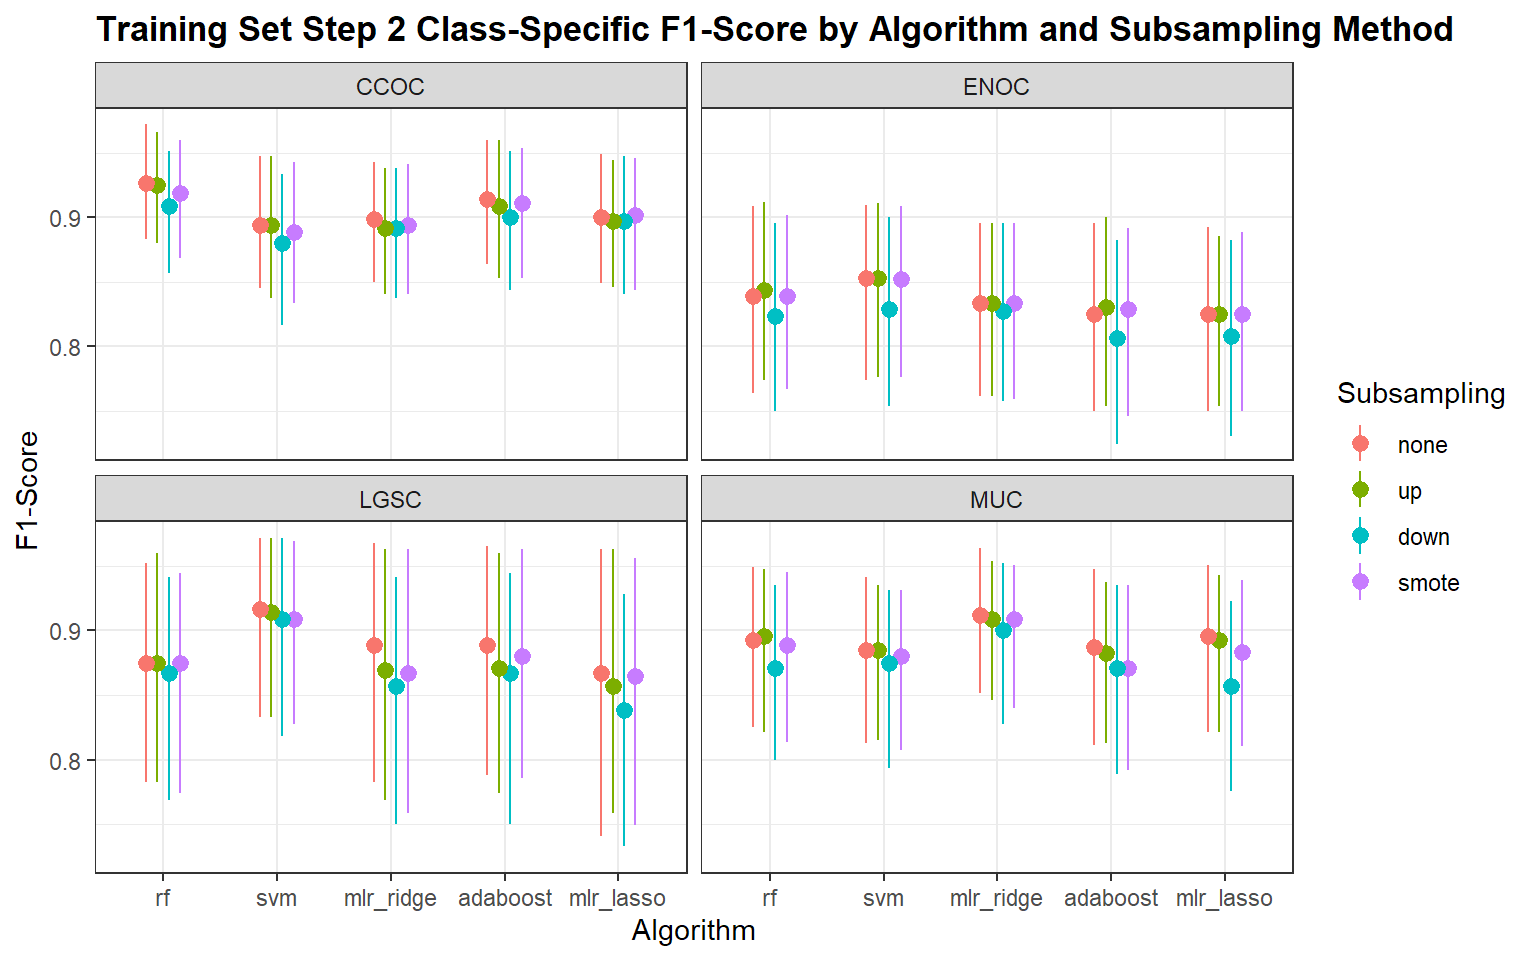 Training Set Step 2 Class-Specific F1-Score by Algorithm and Subsampling Method
CCOC
ENOC
0.9
0.8
LGSC
MUC
0.9
0.8
F1-Score
rf svm mlr_ridge adaboost mlr_lasso
rf svm mlr_ridge adaboost mlr_lasso
Algorithm
Subsampling
none
up
down
smote